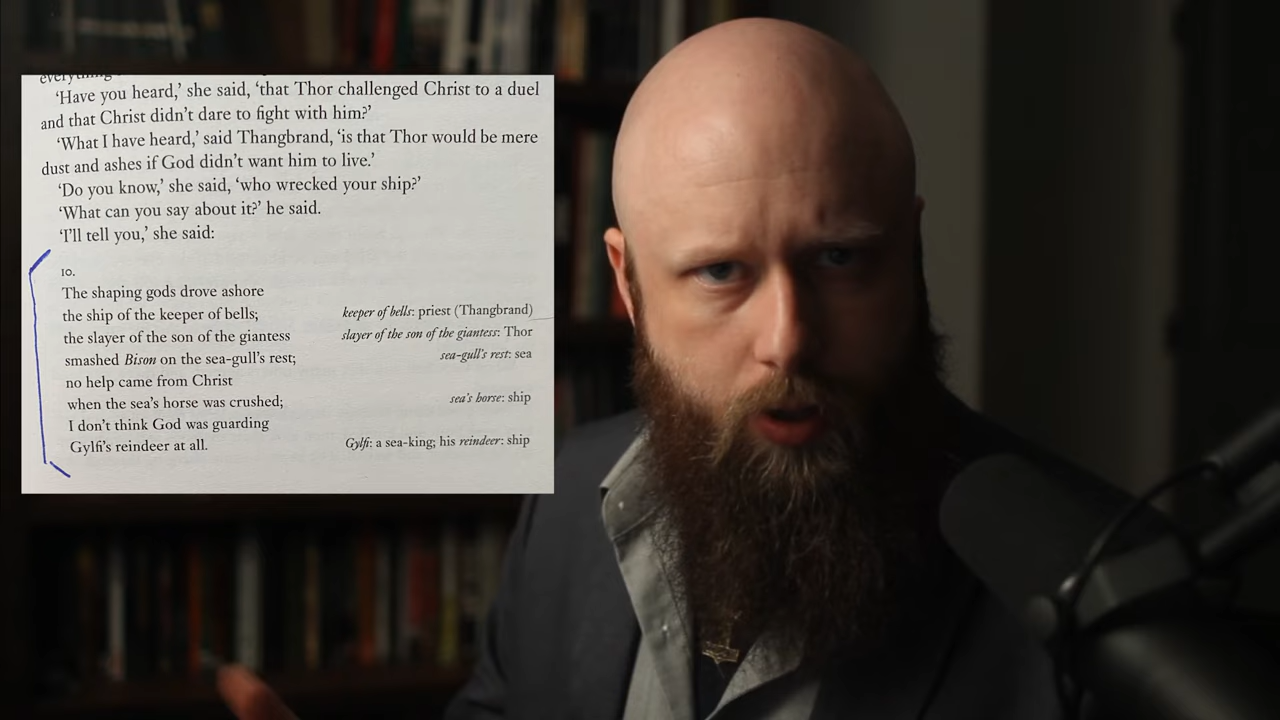 everything
‘Have you heard,’ she said, ‘that Thor challenged Christ to a duel
and that Christ didn’t dare to fight with him?’
‘What I have heard,’ said Thangbrand, ‘is that Thor would be mere
dust and ashes if God didn’t want him to live.’
‘Do you know,’ she said, ‘who wrecked your ship?’
‘What can you say about it?’ he said.
‘I’ll tell you,’ she said:
10.
The shaping gods drove ashore
the ship of the keeper of bells; keeper of bells: priest (Thangbrand)
the slayer of the son of the giantess slayer of the son of the giantess: Thor
smashed Bison on the sea-gull’s rest; sea-gull’s rest: sea
no help came from Christ
when the sea’s horse was crushed; sea’s horse: ship
I don’t think God was guarding
Gylfi’s reindeer at all. Gylfi: a sea-king; his reindeer: ship